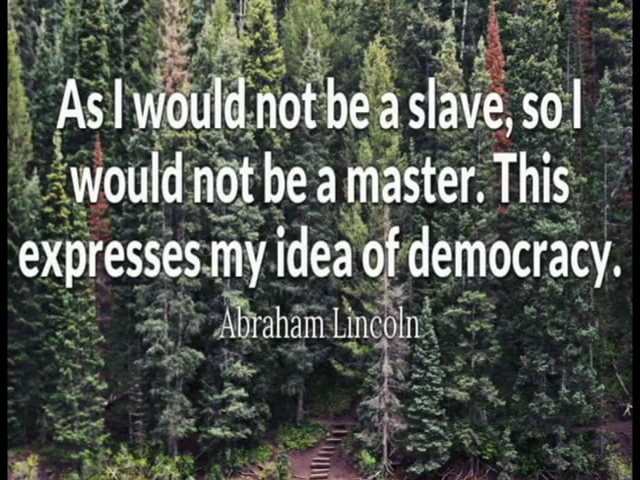 As I would not be a slave, so I
would not be a master. This
expresses my idea of democracy.
Abraham Lincoln